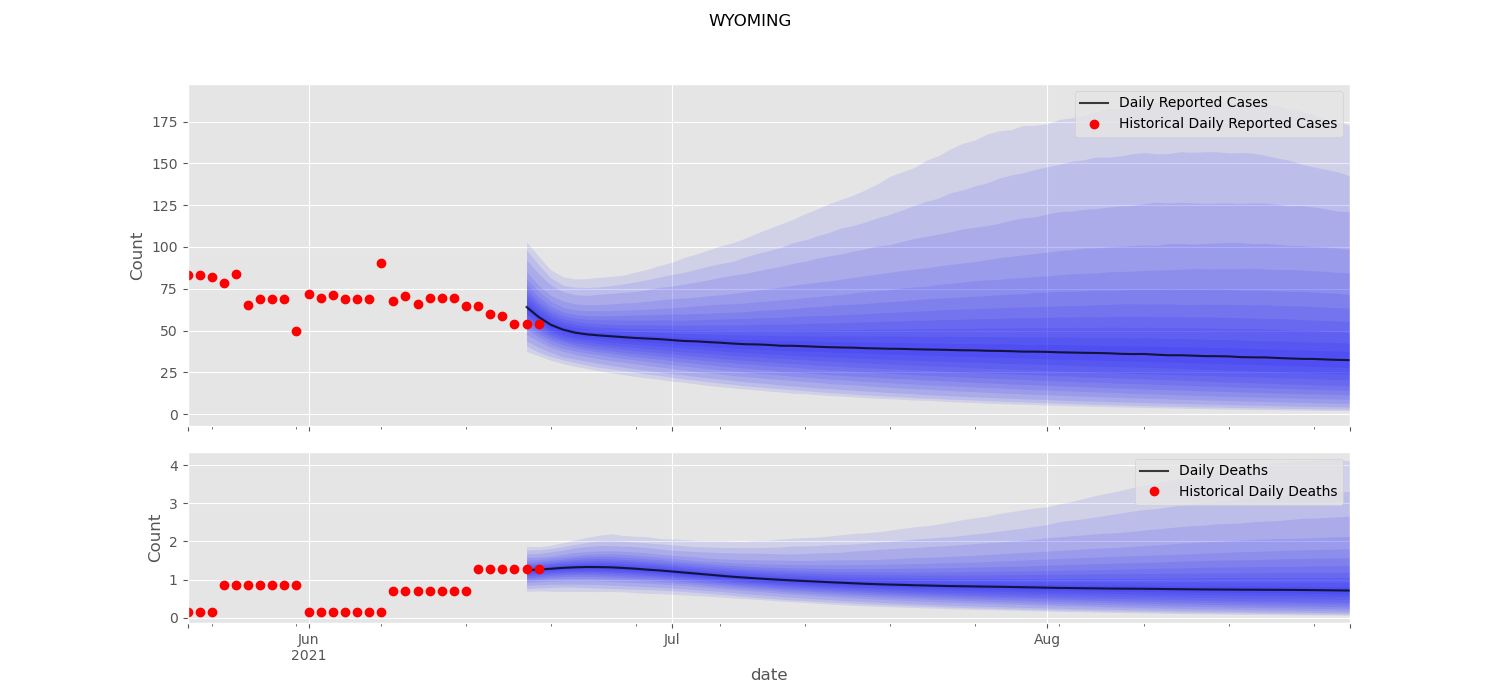 WYOMING
Count
175
150
125
100
75
50
25
0
Daily Reported Cases
Historical Daily Reported Cases
Count
4
3
2
1
0
Daily Deaths
Historical Daily Deaths
Jun
2021
Jul
Aug
date